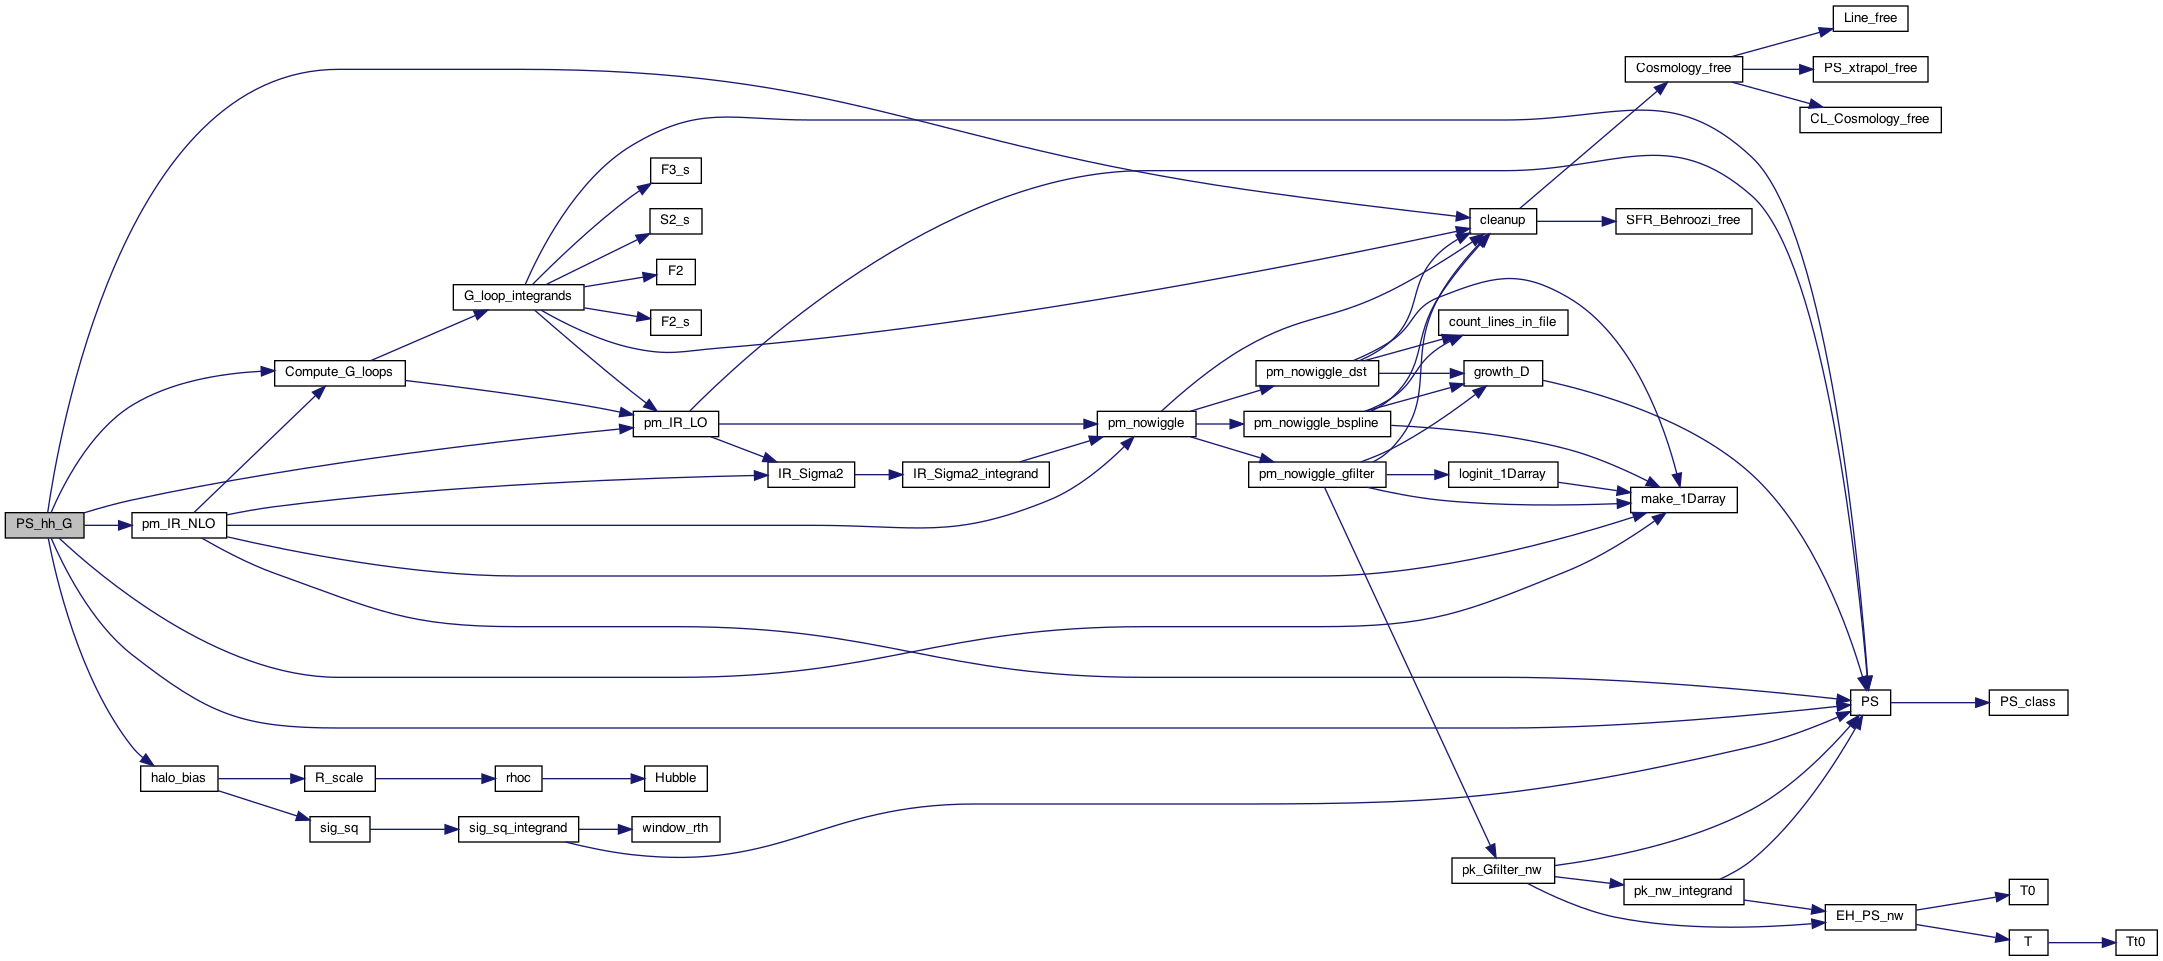 Line_free
Cosmology_free
PS_xtrapol_free
CL_Cosmology_free
F3_s
S2_s
cleanup
SFR_Behroozi_free
F2
G_loop_integrands
F2_s
count_lines_in_file
Compute_G_loops
pm_nowiggle_dst
growth_D
pm_IR_LO
pm_nowiggle
pm_nowiggle_bspline
IR_Sigma2
IR_Sigma2_integrand
pm_nowiggle_gfilter
loginit_1Darray
make_1Darray
PS_hh_G
pm_IR_NLO
PS
PS_class
halo_bias
R_scale
rhoc
Hubble
sig_sq
sig_sq_integrand
window_rth
pk_Gfilter_nw
pk_nw_integrand
T0
EH_PS_nw
T
Tt0